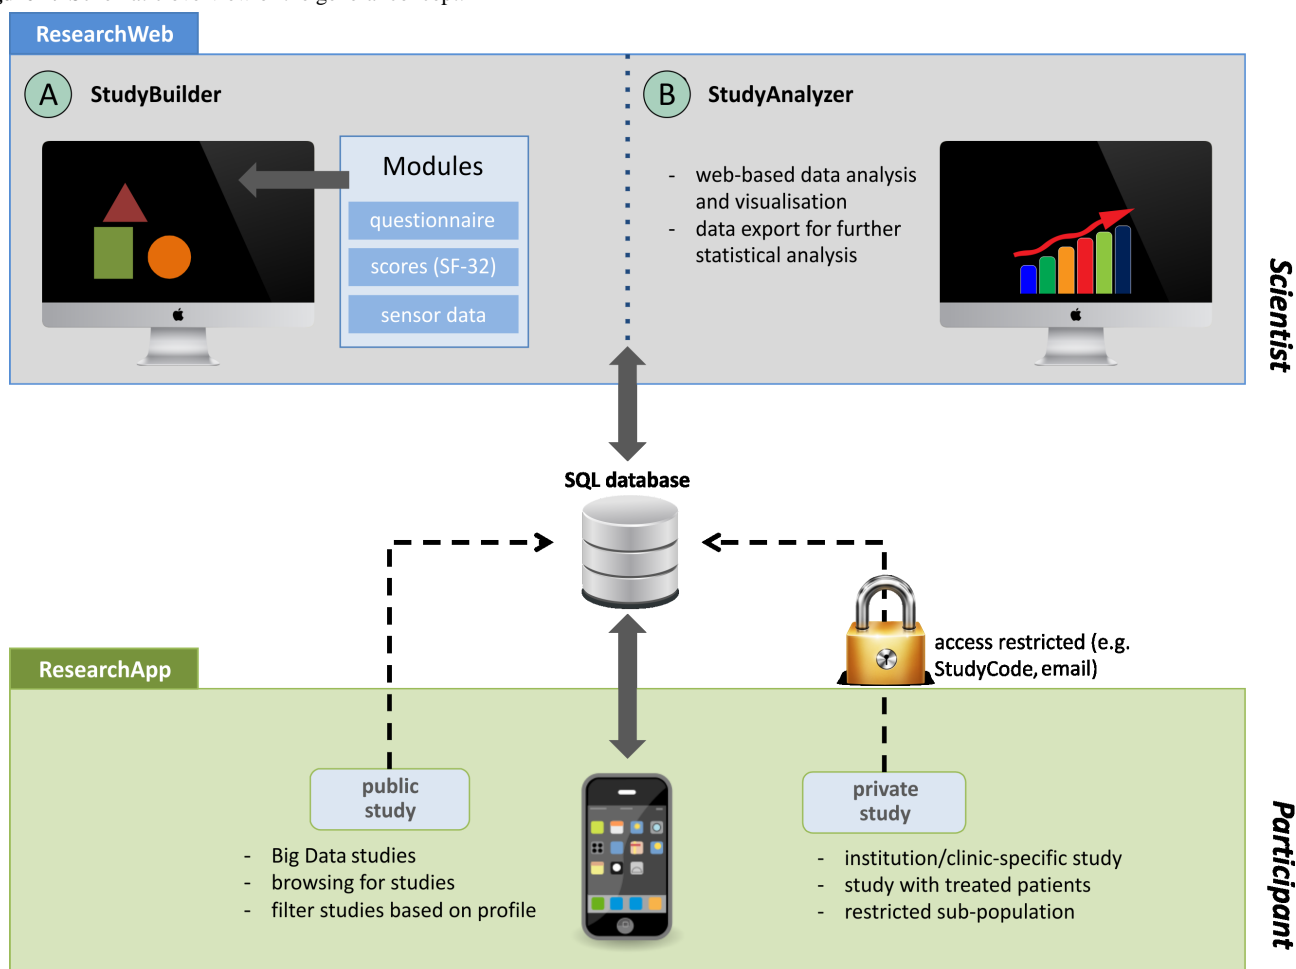 ResearchWeb
A
StudyBuilder
Modules
questionnaire
scores (SF-32)
sensor data
B
StudyAnalyzer
- web-based data analysis
and visualisation
- data export for further
statistical analysis
Scientist
SQL database
access restricted (e.g.
StudyCode, email)
ResearchApp
public
study
- Big Data studies
- browsing for studies
- filter studies based on profile
private
study
- institution/clinic-specific study
- study with treated patients
- restricted sub-population
Participant